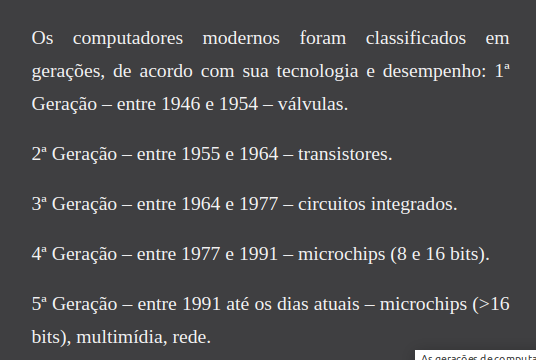 Os computadores modernos foram classificados em
gerações, de acordo com sua tecnologia e desempenho: 1ª
Geração – entre 1946 e 1954 – válvulas.
2ª Geração – entre 1955 e 1964 – transistores.
3ª Geração – entre 1964 e 1977 – circuitos integrados.
4ª Geração – entre 1977 e 1991 – microchips (8 e 16 bits).
5ª Geração – entre 1991 até os dias atuais – microchips (>16
bits), multimídia, rede.
As gerações de